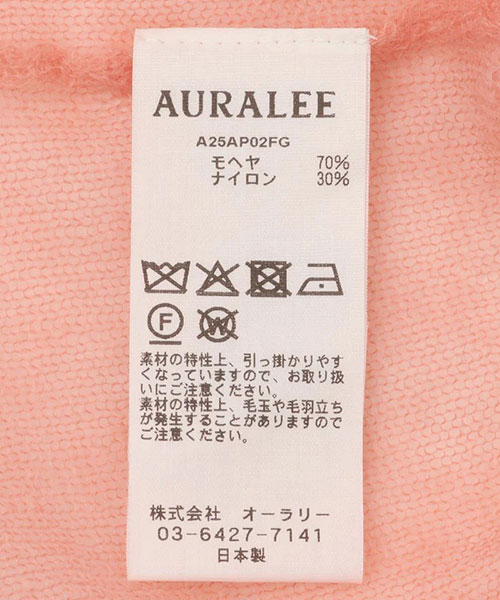 AURALEE
A25AP02FG
モヘヤ 70%
ナイロン 30%
F
W
素材の特性上、引っ掛かりやす
くなっていますので、お取り扱
いにご注意ください。
素材の特性上、毛玉や毛羽立ち
が発生することがありますので
ご注意ください。
株式会社 オーラリー
03-6427-7141
日本製